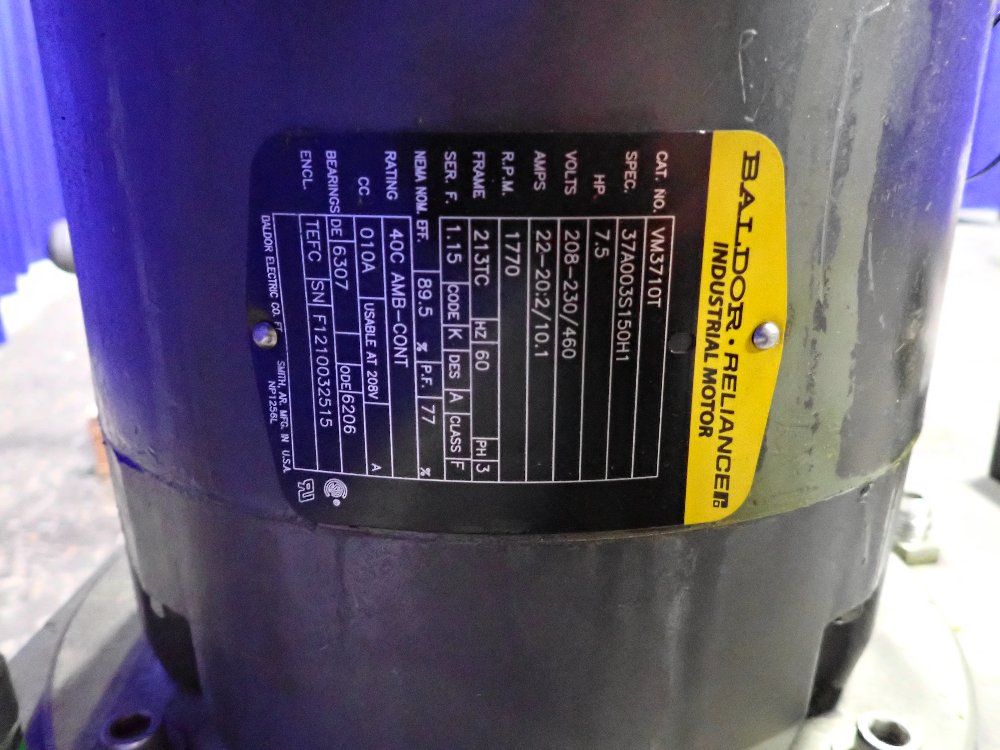 BALDOR · RELIANCER
INDUSTRIAL MOTOR
CAT. NO. VM3710T
SPEC. 37A003S150H1
HP 7.5
VOLTS 208-230/460
AMPS 22-20:2/10.1
R.P.M. 1770
FRAME 213TC HZ 60 PH 3
SER. F. 1.15 CODE K DES A CLASS F
NEMA NOM. EFF. 89.5 % P.F. 77 %
RATING 40C AMB-CONT
CC. 010A USABLE AT 208V A
BEARINGS DE 6307 ODE 6206
ENCL. TEFC SN F1210032515
BALDOR ELECTRIC CO. FT. SMITH, AR. MFG. IN U.S.A.
NP1256L